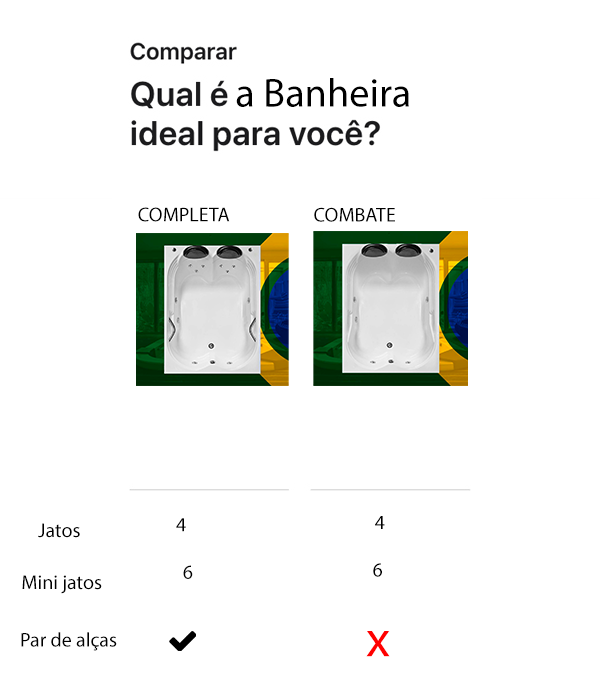 Comparar
Qual é a Banheira
ideal para você?
COMPLETA COMBATE
Jatos 4 4
Mini jatos 6 6
Par de alças ✔ X